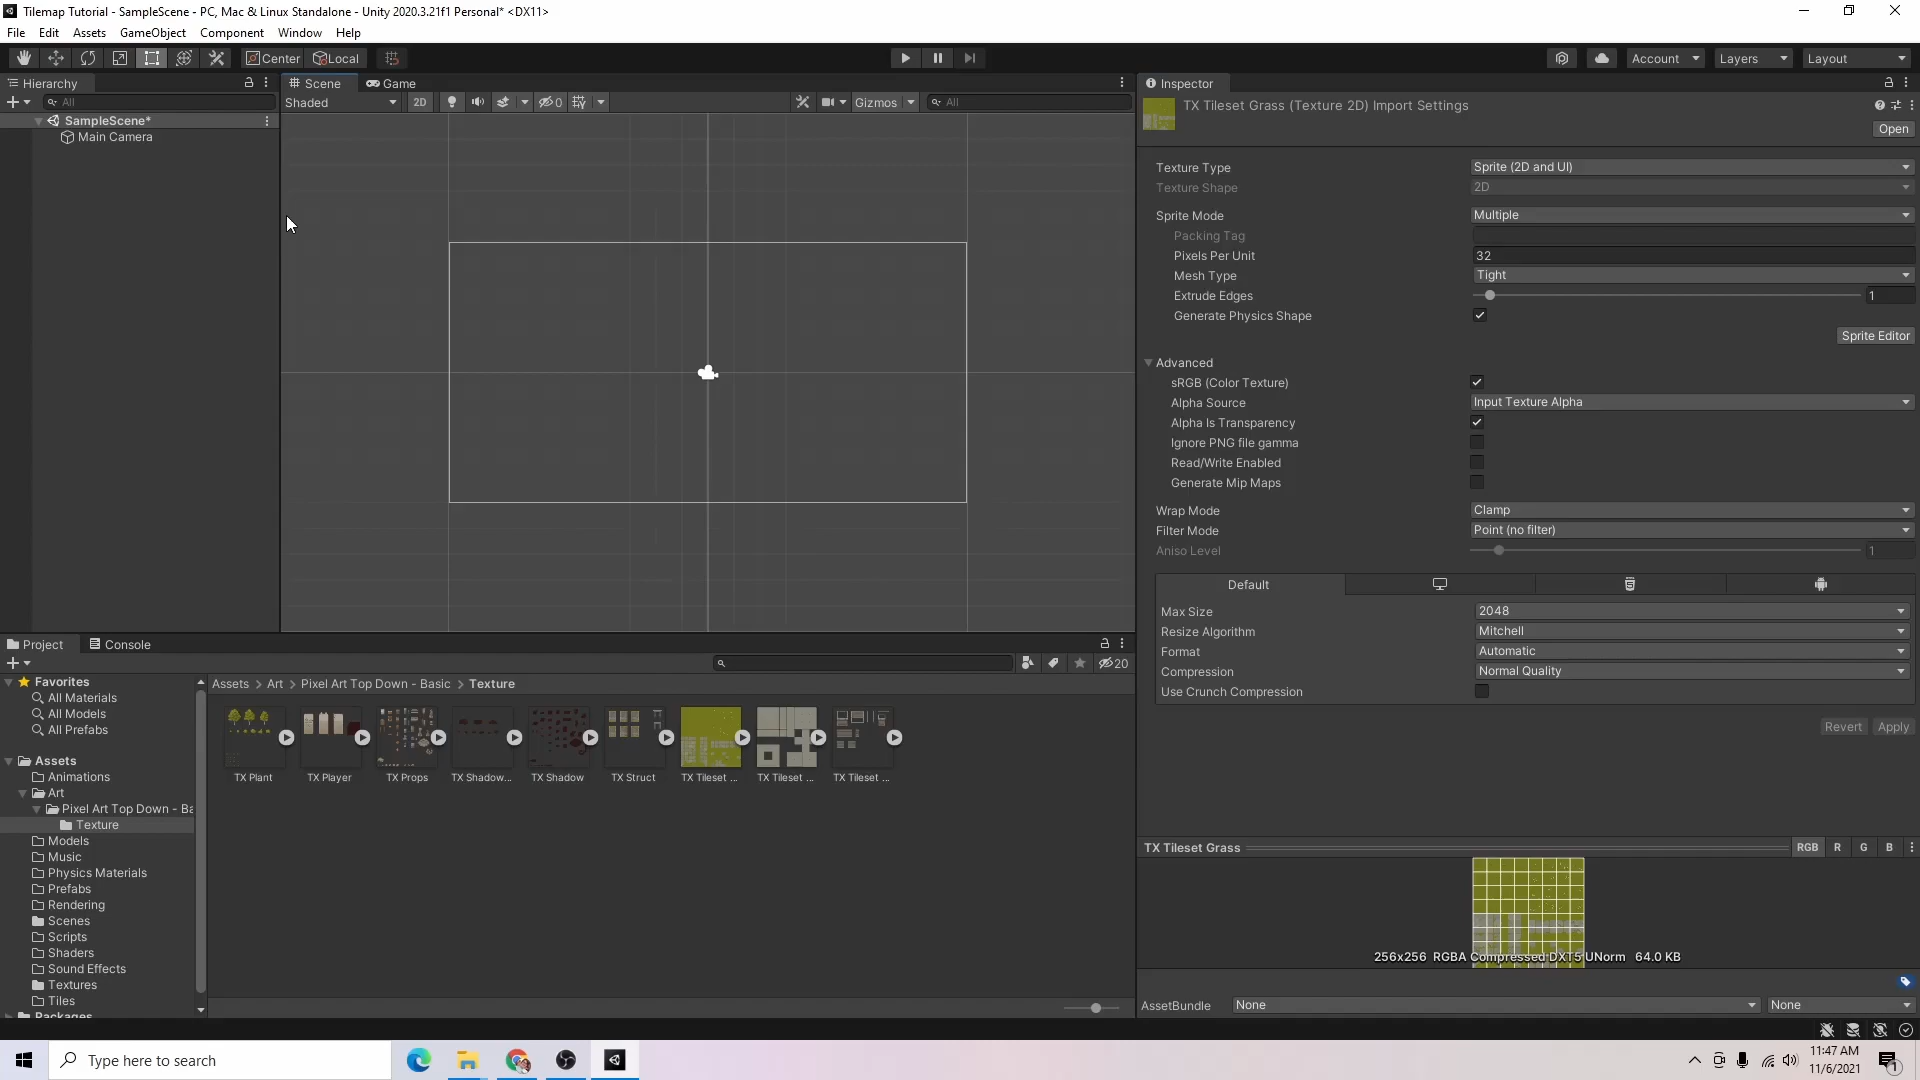 Tilemap Tutorial - SampleScene - PC, Mac & Linux Standalone - Unity 2020.3.21f1 Personal* <DX11>
File Edit Assets GameObject Component Window Help
Center Local Account Layers Layout
Hierarchy
All
SampleScene*
Main Camera
Scene Game
Shaded 2D 0 Gizmos All
Inspector
TX Tileset Grass (Texture 2D) Import Settings
Open
Texture Type Sprite (2D and UI)
Texture Shape 2D
Sprite Mode Multiple
Packing Tag
Pixels Per Unit 32
Mesh Type Tight
Extrude Edges 1
Generate Physics Shape
Sprite Editor
Advanced
sRGB (Color Texture)
Alpha Source Input Texture Alpha
Alpha Is Transparency
Ignore PNG file gamma
Read/Write Enabled
Generate Mip Maps
Wrap Mode Clamp
Filter Mode Point (no filter)
Aniso Level 1
Default
Max Size 2048
Resize Algorithm Mitchell
Format Automatic
Compression Normal Quality
Use Crunch Compression
Revert Apply
TX Tileset Grass RGB R G B
256x256 RGBA Compressed DXT5 UNorm 64.0 KB
AssetBundle None None
Project Console
20
Favorites
All Materials
All Models
All Prefabs
Assets
Animations
Art
Pixel Art Top Down - Ba
Texture
Models
Music
Physics Materials
Prefabs
Rendering
Scenes
Scripts
Shaders
Sound Effects
Textures
Tiles
Packages
Assets > Art > Pixel Art Top Down - Basic > Texture
TX Plant TX Player TX Props TX Shadow... TX Shadow TX Struct TX Tileset ... TX Tileset ... TX Tileset ...
Type here to search
11:47 AM
11/6/2021
1